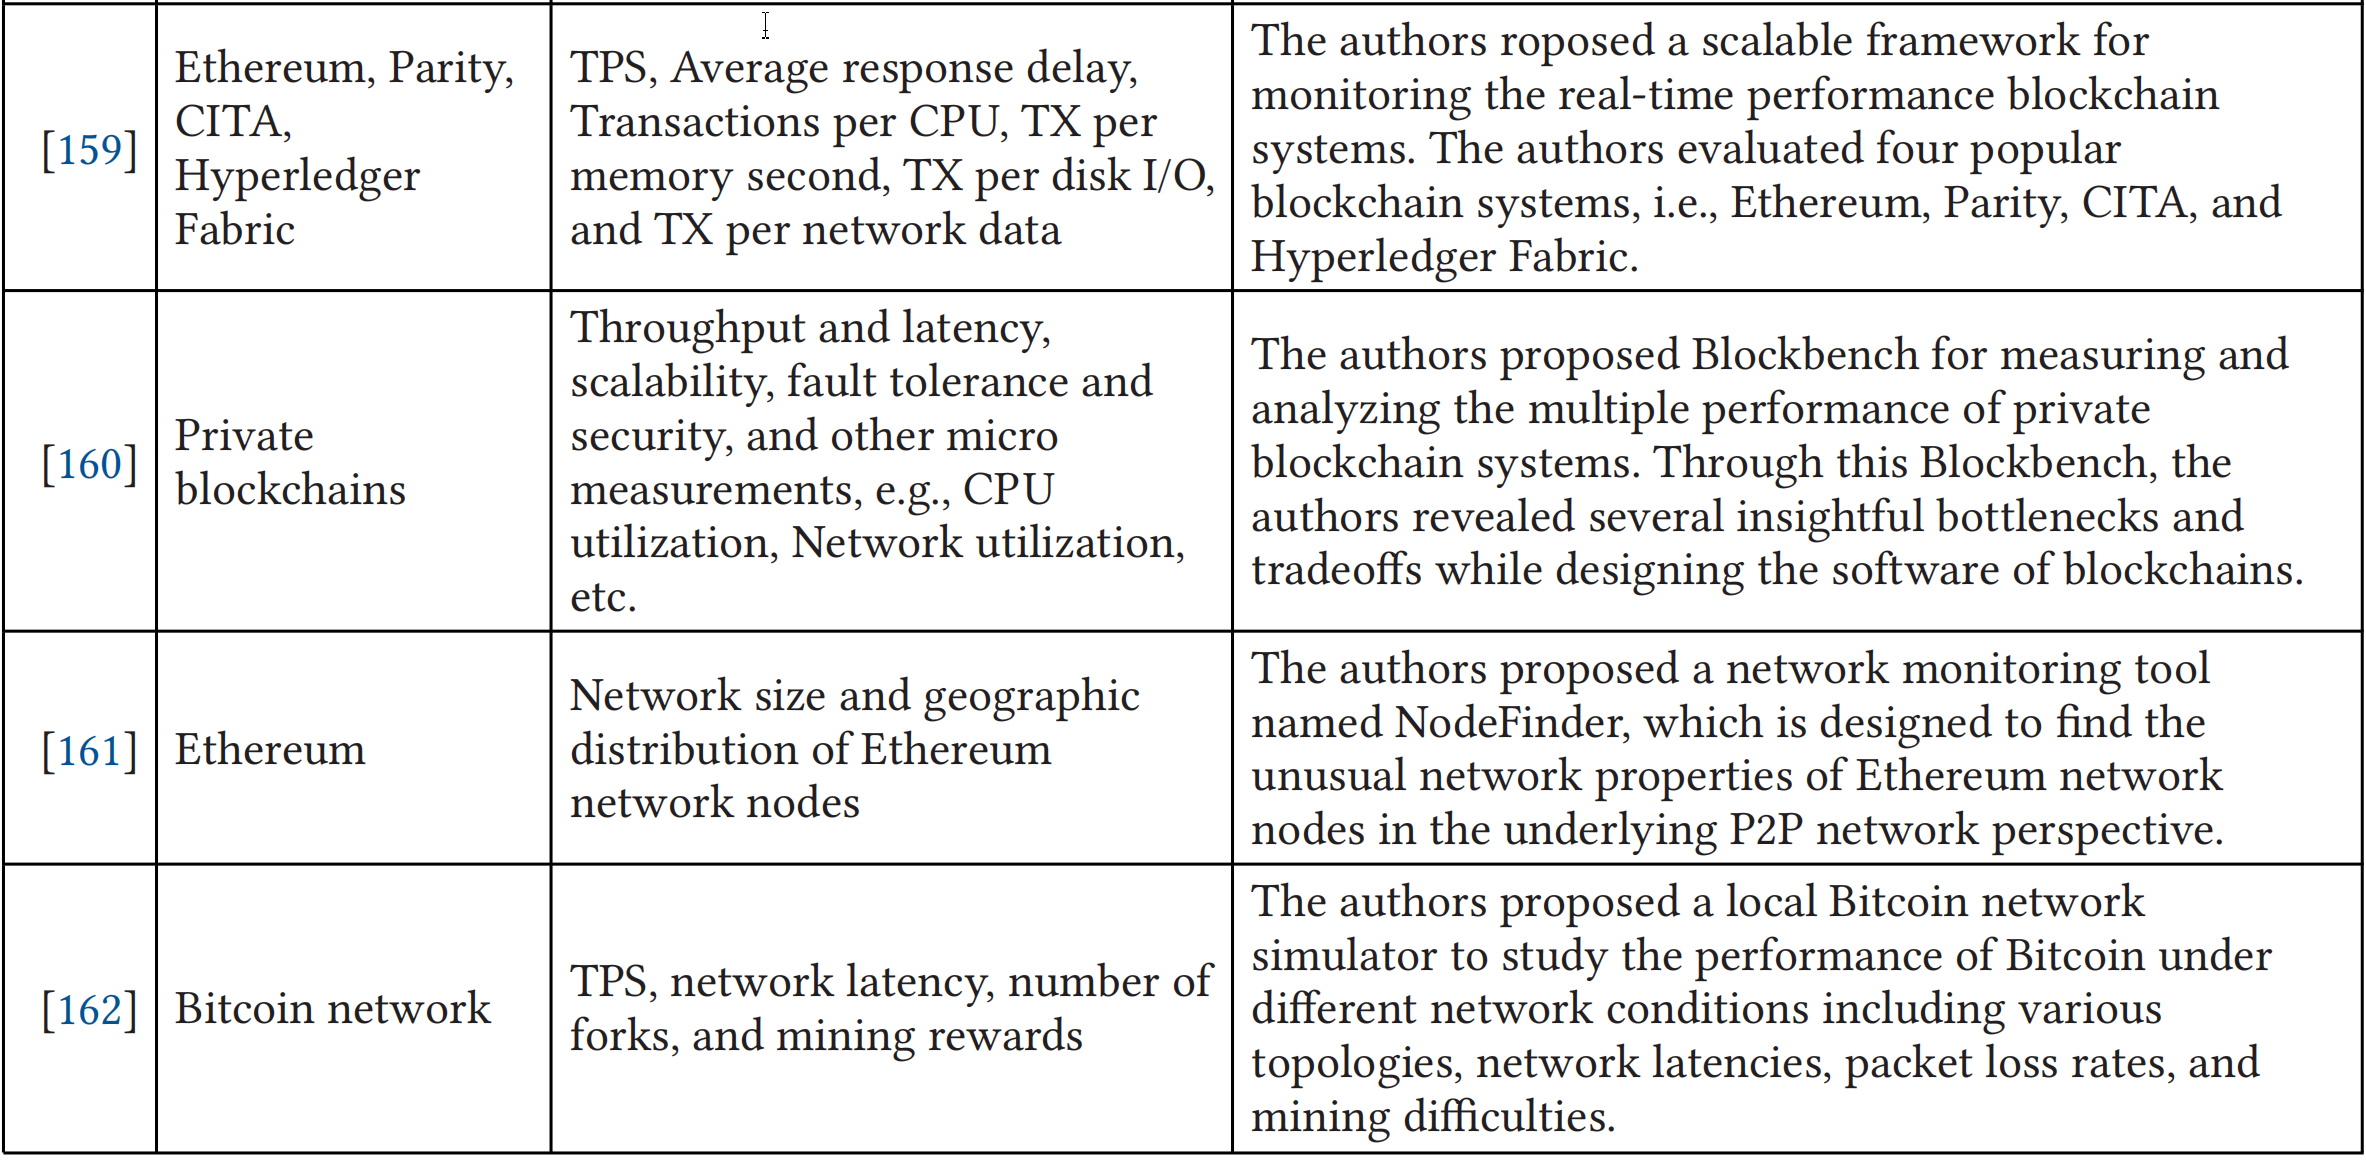 [159]
Ethereum, Parity,
CITA,
Hyperledger
Fabric
TPS, Average response delay,
Transactions per CPU, TX per
memory second, TX per disk I/O,
and TX per network data
The authors roposed a scalable framework for
monitoring the real-time performance blockchain
systems. The authors evaluated four popular
blockchain systems, i.e., Ethereum, Parity, CITA, and
Hyperledger Fabric.
[160]
Private
blockchains
Throughput and latency,
scalability, fault tolerance and
security, and other micro
measurements, e.g., CPU
utilization, Network utilization,
etc.
The authors proposed Blockbench for measuring and
analyzing the multiple performance of private
blockchain systems. Through this Blockbench, the
authors revealed several insightful bottlenecks and
tradeoffs while designing the software of blockchains.
[161]
Ethereum
Network size and geographic
distribution of Ethereum
network nodes
The authors proposed a network monitoring tool
named NodeFinder, which is designed to find the
unusual network properties of Ethereum network
nodes in the underlying P2P network perspective.
[162]
Bitcoin network
TPS, network latency, number of
forks, and mining rewards
The authors proposed a local Bitcoin network
simulator to study the performance of Bitcoin under
different network conditions including various
topologies, network latencies, packet loss rates, and
mining difficulties.